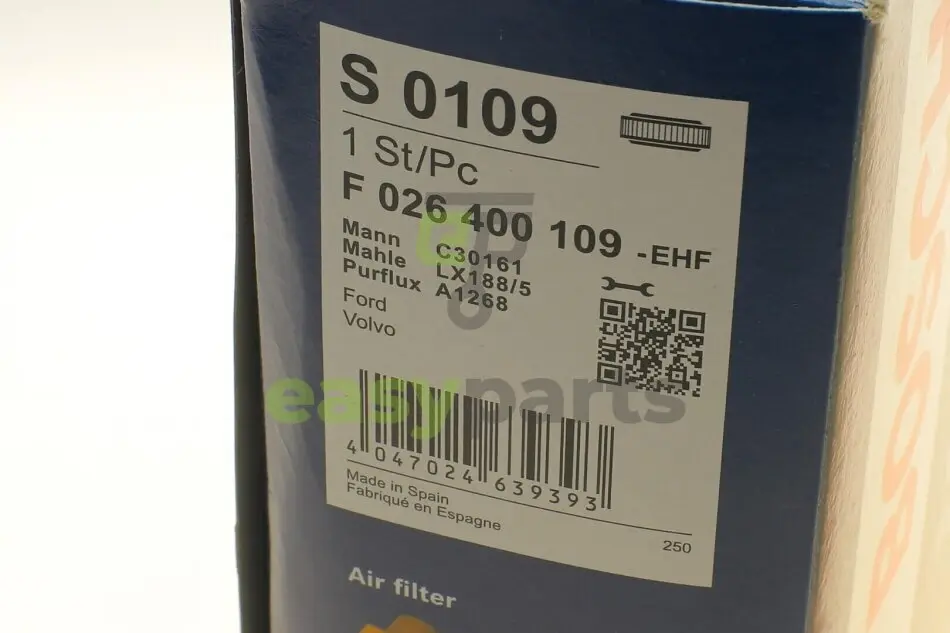 S 0109
1 St/Pc
F 026 400 109 -EHF
Mann C30161
Mahle LX188/5
Purflux A1268
Ford
Volvo
easyparts
4 047024 639393
Made in Spain
Fabriqué en Espagne
250
Air filter
BOSCH